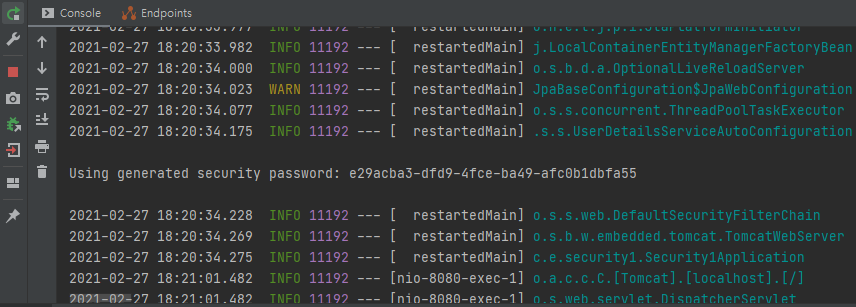 Console Endpoints
2021-02-27 18:20:33.982 INFO 11192 --- [ restartedMain] j.LocalContainerEntityManagerFactoryBean
2021-02-27 18:20:34.000 INFO 11192 --- [ restartedMain] o.s.b.d.a.OptionalLiveReloadServer
2021-02-27 18:20:34.023 WARN 11192 --- [ restartedMain] JpaBaseConfiguration$JpaWebConfiguration
2021-02-27 18:20:34.077 INFO 11192 --- [ restartedMain] o.s.s.concurrent.ThreadPoolTaskExecutor
2021-02-27 18:20:34.175 INFO 11192 --- [ restartedMain] .s.s.UserDetailsServiceAutoConfiguration
Using generated security password: e29acba3-dfd9-4fce-ba49-afc0b1dbfa55
2021-02-27 18:20:34.228 INFO 11192 --- [ restartedMain] o.s.s.web.DefaultSecurityFilterChain
2021-02-27 18:20:34.269 INFO 11192 --- [ restartedMain] o.s.b.w.embedded.tomcat.TomcatWebServer
2021-02-27 18:20:34.275 INFO 11192 --- [ restartedMain] c.e.security1.Security1Application
2021-02-27 18:21:01.482 INFO 11192 --- [nio-8080-exec-1] o.a.c.c.C.[Tomcat].[localhost].[/]
2021-02-27 18:21:01.482 INFO 11192 --- [nio-8080-exec-1] o.s.web.servlet.DispatcherServlet